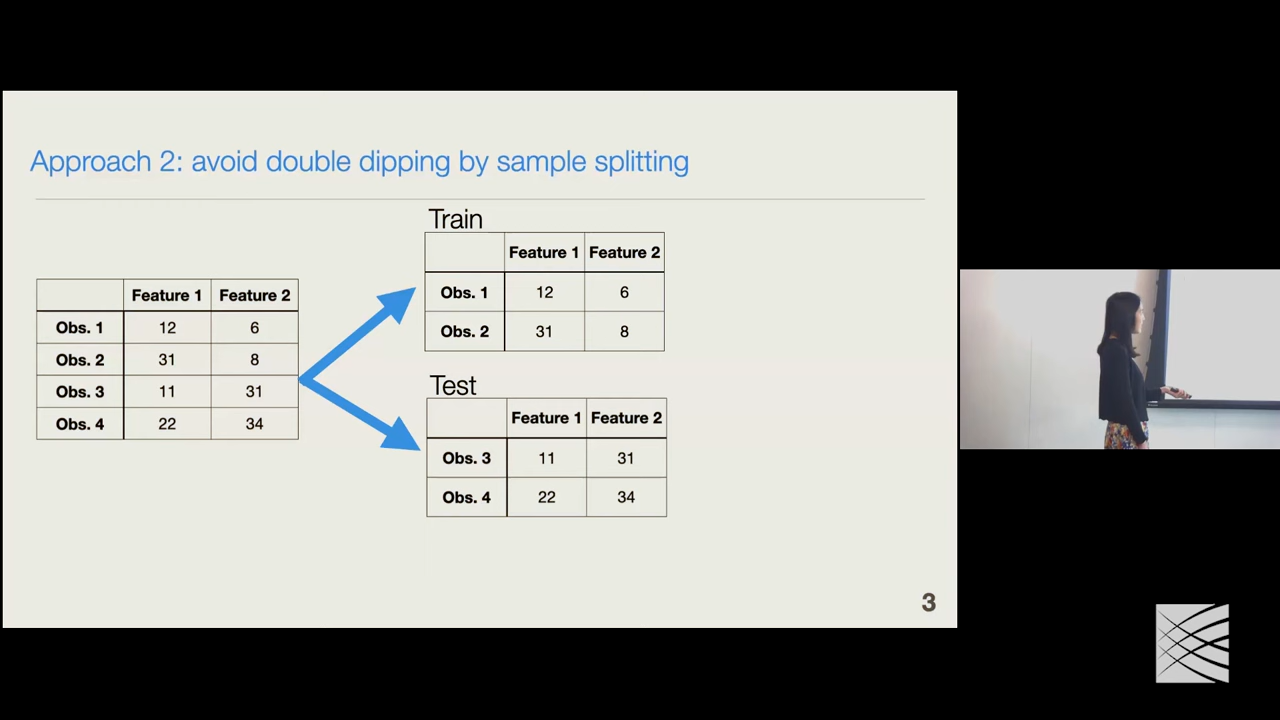 Approach 2: avoid double dipping by sample splitting
Feature 1 Feature 2
Obs. 1 12 6
Obs. 2 31 8
Obs. 3 11 31
Obs. 4 22 34
Train
Feature 1 Feature 2
Obs. 1 12 6
Obs. 2 31 8
Test
Feature 1 Feature 2
Obs. 3 11 31
Obs. 4 22 34
3